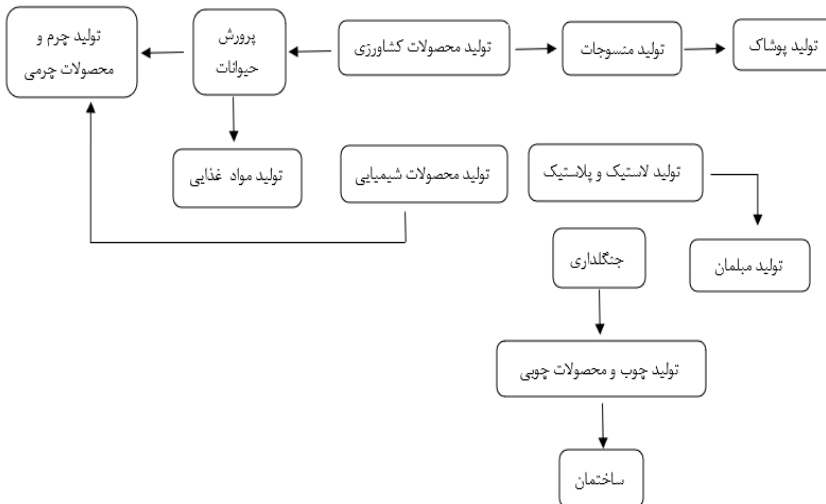 تولید پوشاک
تولید منسوجات
تولید محصولات کشاورزی
پرورش
حیوانات
تولید چرم و
محصولات چرمی
تولید لاستیک و پلاستیک
تولید محصولات شیمیایی
تولید مواد غذایی
تولید مبلمان
جنگلداری
تولید چوب و محصولات چوبی
ساختمان